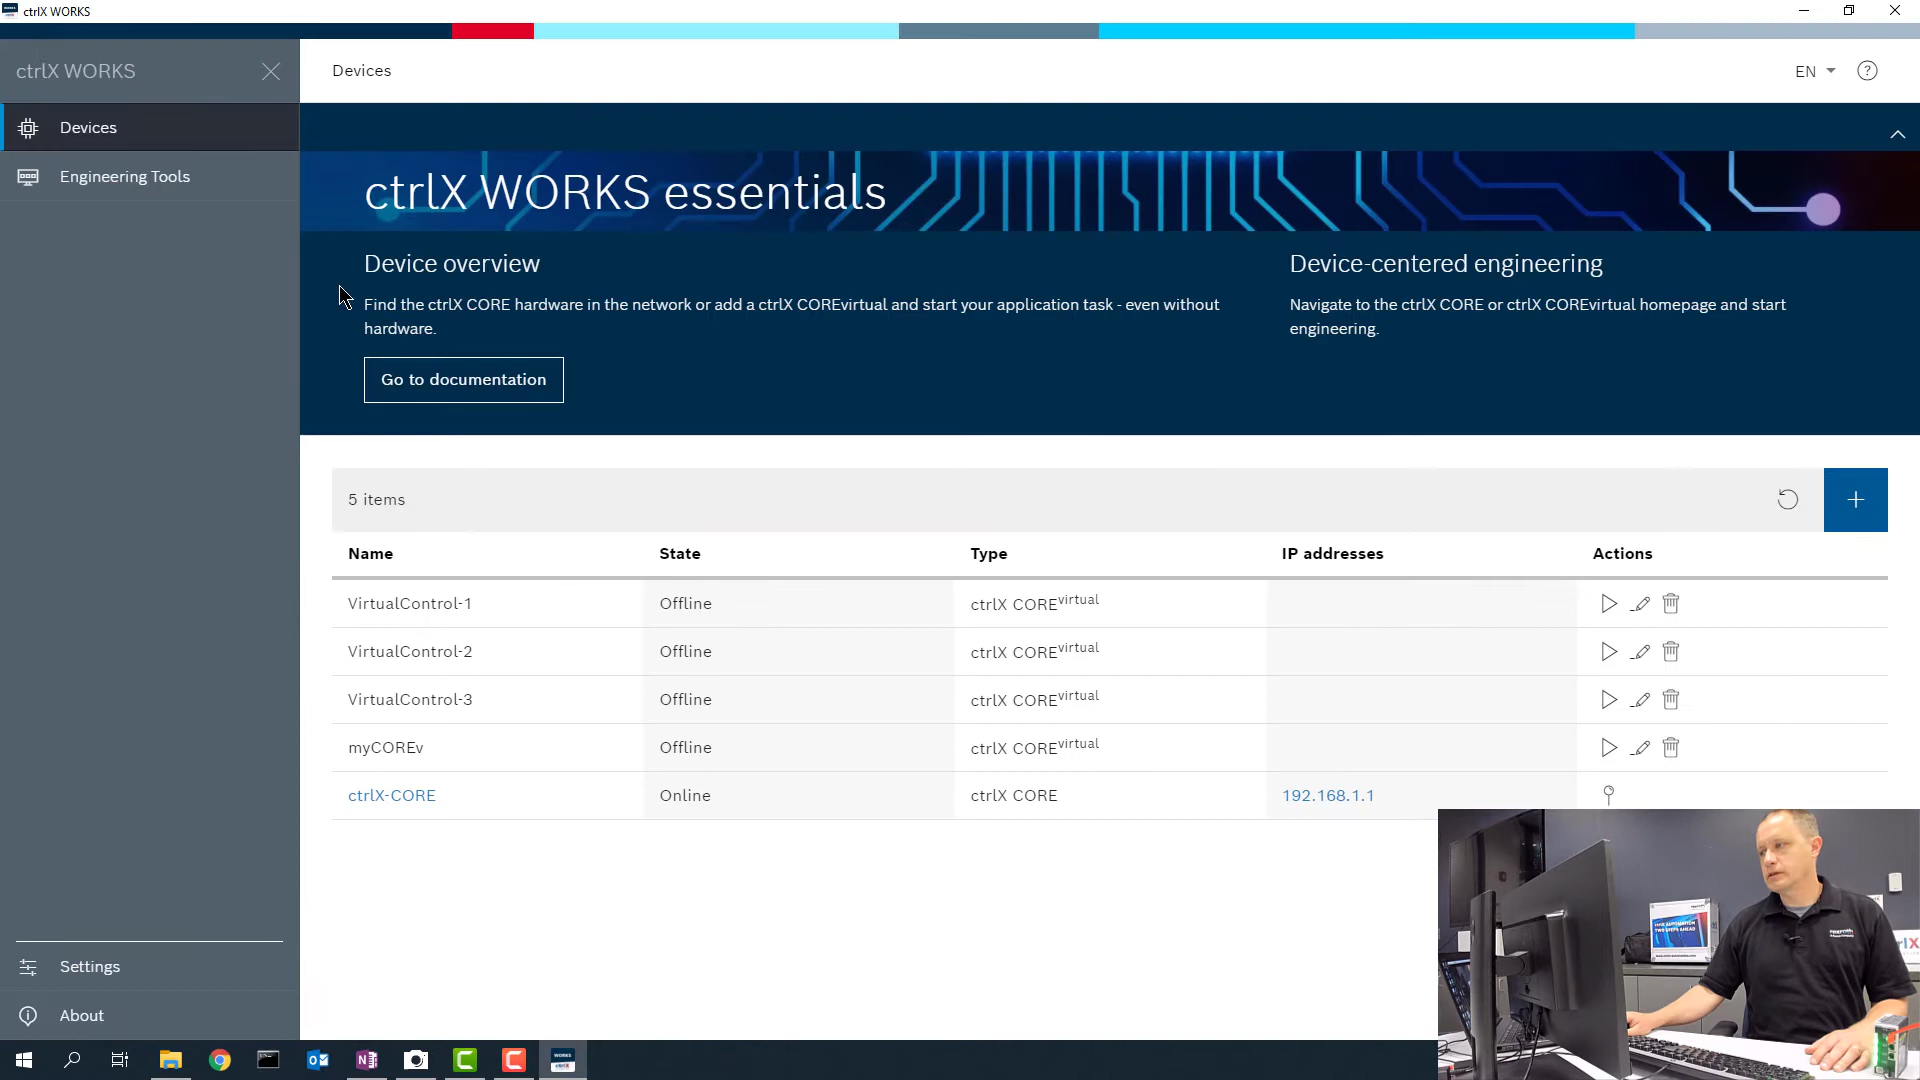 ctrlX WORKS
ctrlX WORKS
Devices
EN
Devices
Engineering Tools
ctrlX WORKS essentials
Device overview
Device-centered engineering
Find the ctrlX CORE hardware in the network or add a ctrlX COREvirtual and start your application task - even without
hardware.
Navigate to the ctrlX CORE or ctrlX COREvirtual homepage and start
engineering.
Go to documentation
5 items
Name State Type IP addresses Actions
VirtualControl-1 Offline ctrlX COREvirtual
VirtualControl-2 Offline ctrlX COREvirtual
VirtualControl-3 Offline ctrlX COREvirtual
myCOREv Offline ctrlX COREvirtual
ctrlX-CORE Online ctrlX CORE 192.168.1.1
Settings
About
TWO STEPS AHEAD
WORKS